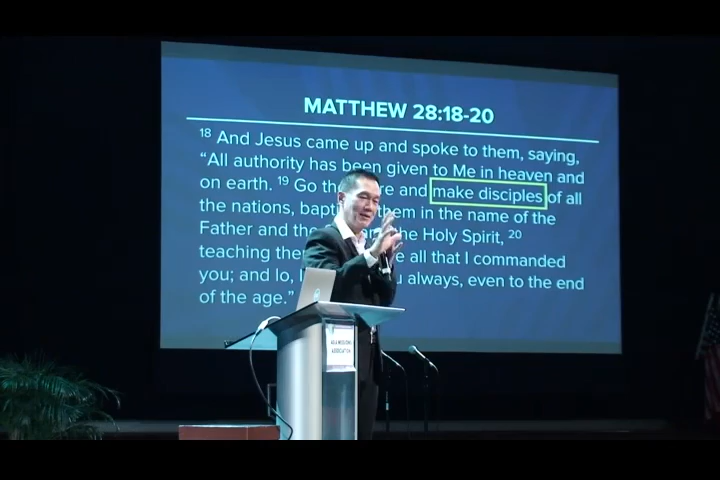 MATTHEW 28:18-20
18 And Jesus came up and spoke to them, saying,
“All authority has been given to Me in heaven and
on earth. 19 Go and make disciples of all
the nations, them in the name of the
Father and the Holy Spirit, 20
teaching all that I commanded
you; and lo, always, even to the end
of the age.”
ASSOCIATION